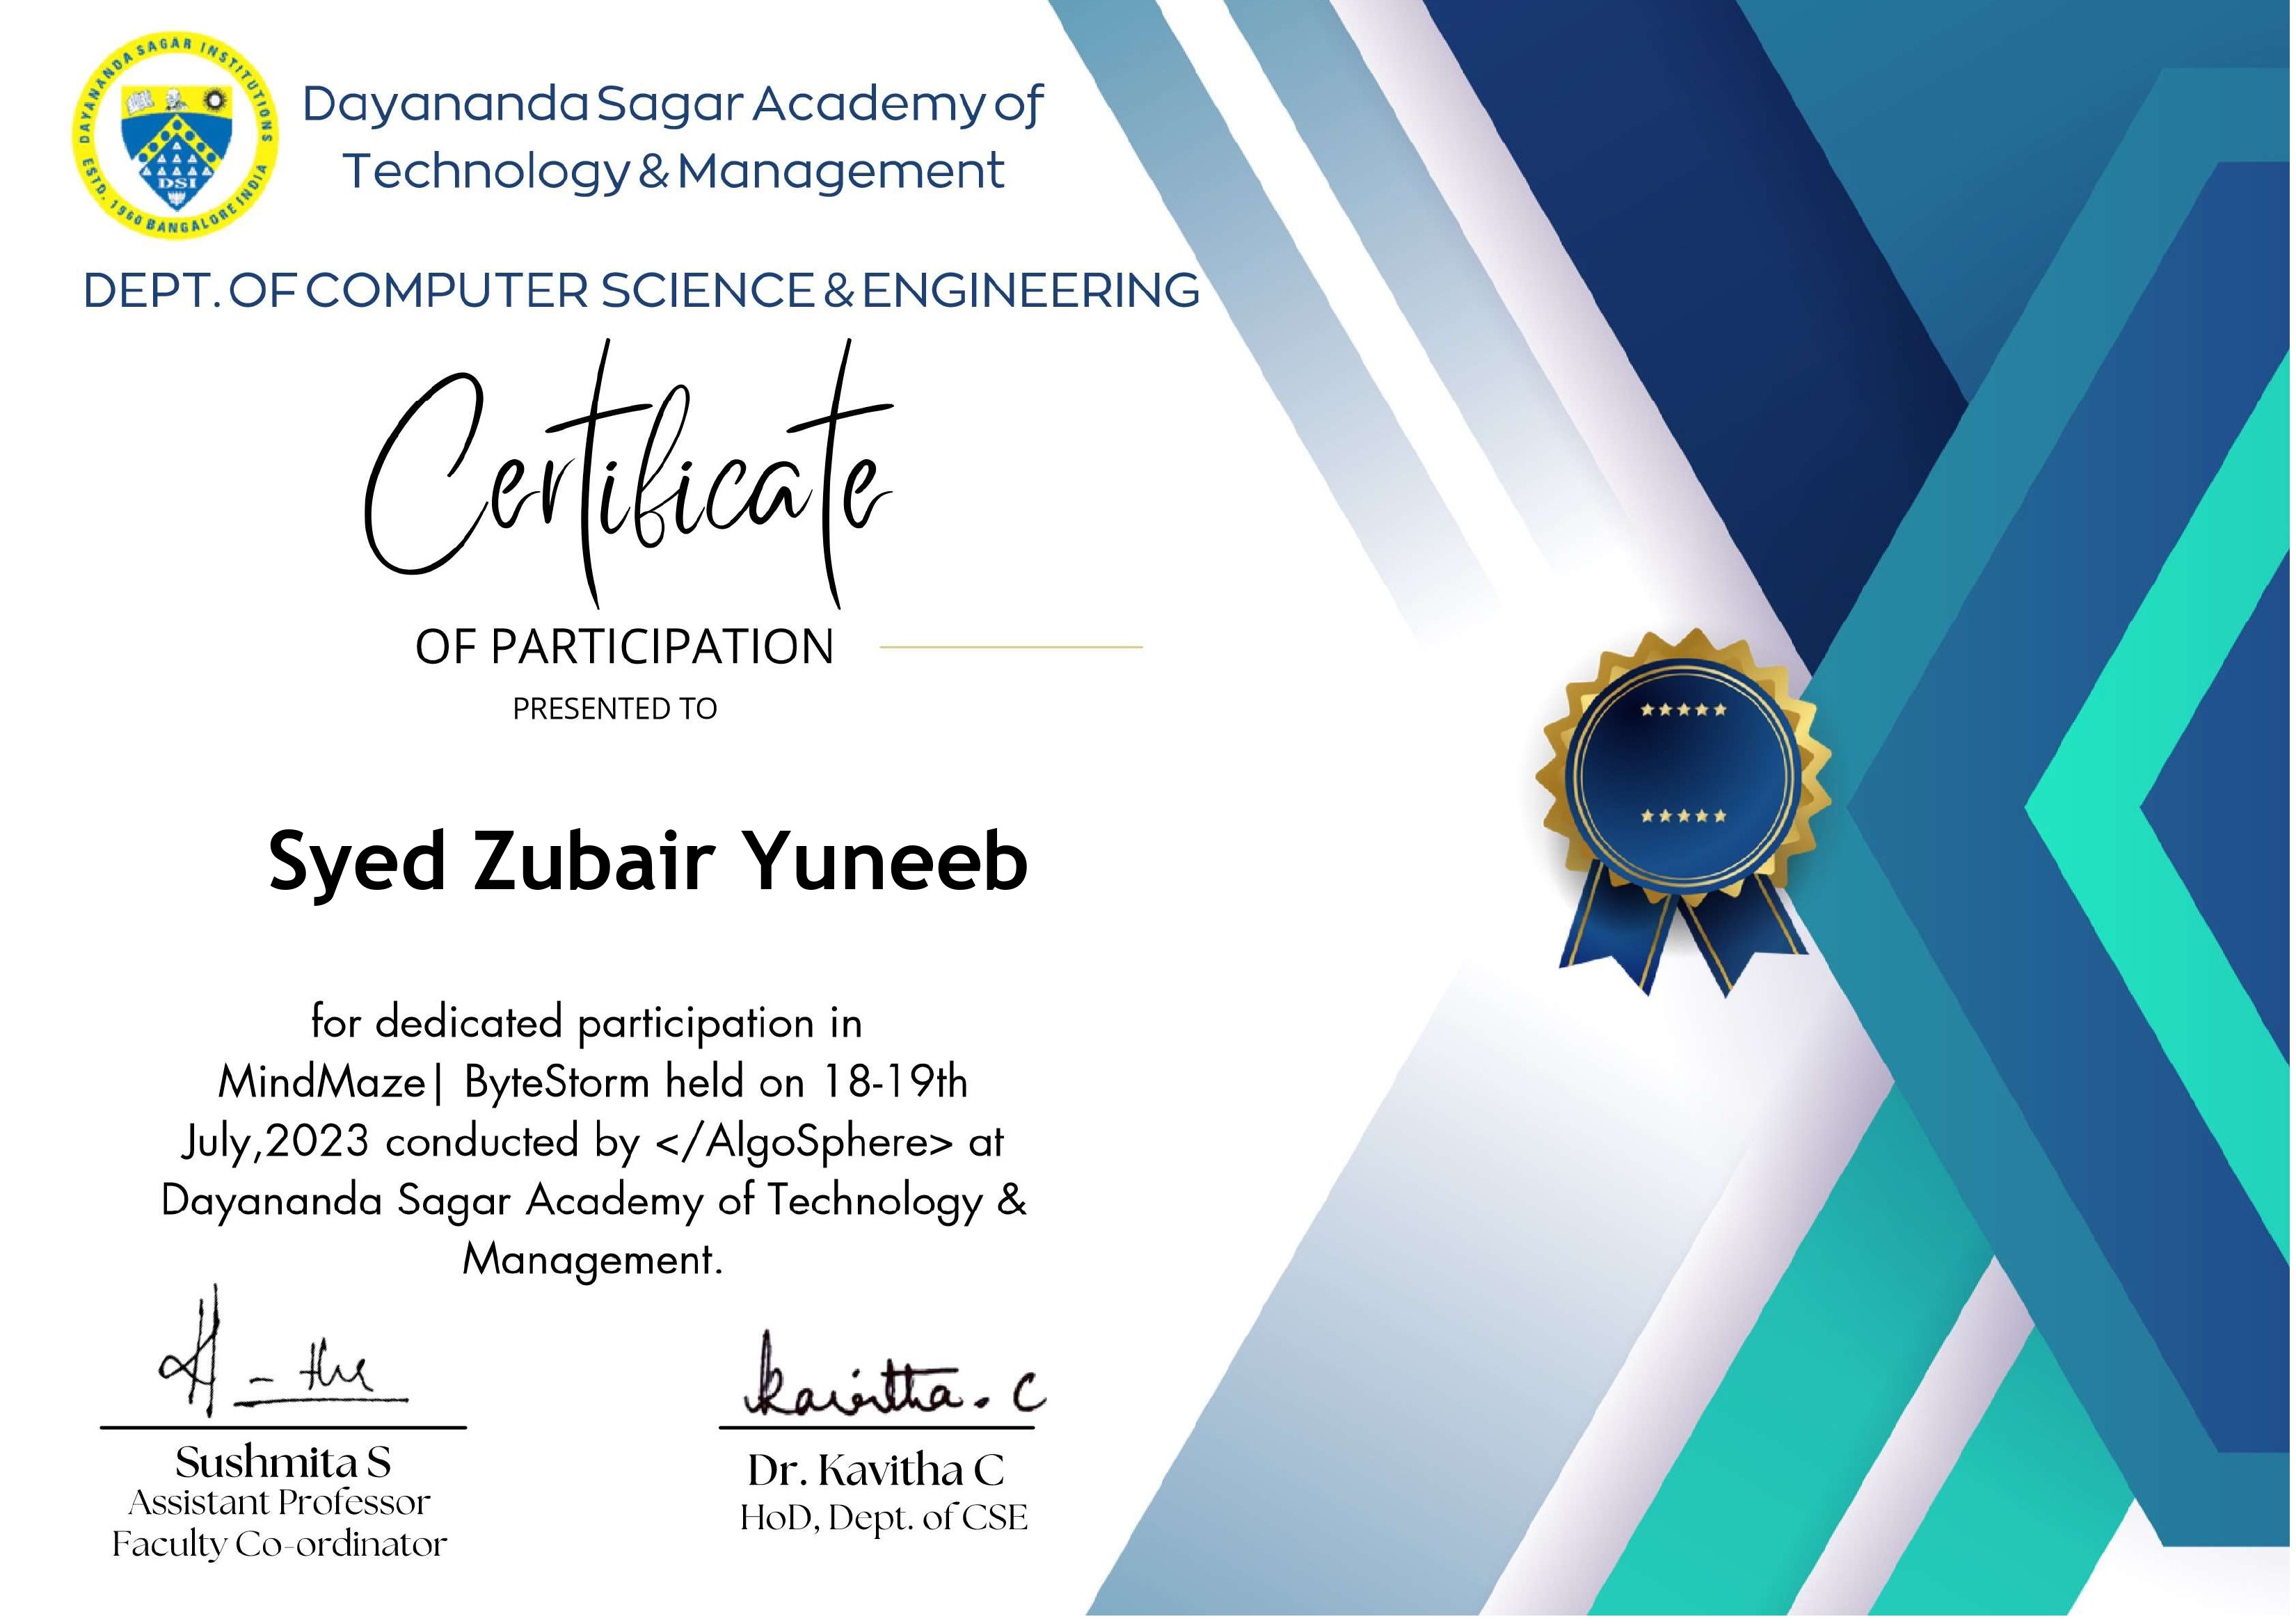 DAYANANDA SAGAR INSTITUTIONS
ESTD. 1960 BANGALORE INDIA
DSI
Dayananda Sagar Academy of
Technology & Management
DEPT. OF COMPUTER SCIENCE & ENGINEERING
Certificate
OF PARTICIPATION
PRESENTED TO
Syed Zubair Yuneeb
for dedicated participation in
MindMaze| ByteStorm held on 18-19th
July,2023 conducted by </AlgoSphere> at
Dayananda Sagar Academy of Technology &
Management.
Kavitha. C
Sushmita S
Assistant Professor
Faculty Co-ordinator
Dr. Kavitha C
HoD, Dept. of CSE